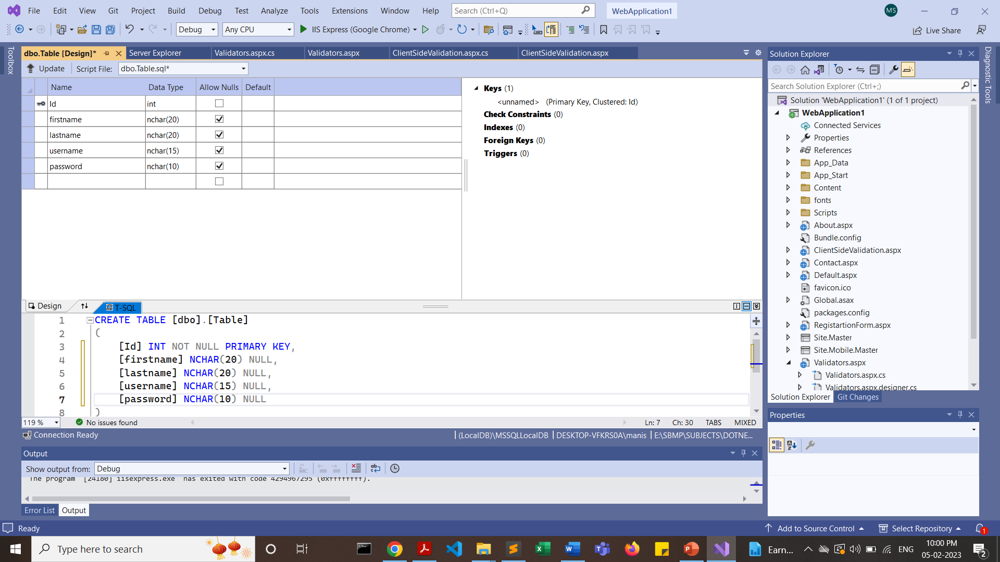 File Edit View Git Project Build Debug Test Analyze Tools Extensions Window Help Search (Ctrl+Q) WebApplication1 MS
Debug Any CPU IIS Express (Google Chrome) Live Share
Toolbox
dbo.Table [Design]* Server Explorer Validators.aspx.cs Validators.aspx ClientSideValidation.aspx.cs ClientSideValidation.aspx
Update Script File: dbo.Table.sql*
Name Data Type Allow Nulls Default
Id int
firstname nchar(20)
lastname nchar(20)
username nchar(15)
password nchar(10)
Keys (1)
<unnamed> (Primary Key, Clustered: Id)
Check Constraints (0)
Indexes (0)
Foreign Keys (0)
Triggers (0)
Design T-SQL
1 CREATE TABLE [dbo].[Table]
2 (
3 [Id] INT NOT NULL PRIMARY KEY,
4 [firstname] NCHAR(20) NULL,
5 [lastname] NCHAR(20) NULL,
6 [username] NCHAR(15) NULL,
7 [password] NCHAR(10) NULL
8 )
119 % No issues found Ln: 7 Ch: 30 TABS MIXED
Connection Ready (LocalDB)\MSSQLLocalDB DESKTOP-VFKRS0A\manis E:\SBMP\SUBJECTS\DOTNE...
Output
Show output from: Debug
The program '[24180] iisexpress.exe' has exited with code 4294967295 (0xffffffff).
Error List Output
Solution Explorer
Search Solution Explorer (Ctrl+;)
Solution 'WebApplication1' (1 of 1 project)
WebApplication1
Connected Services
Properties
References
App_Data
App_Start
Content
fonts
Scripts
About.aspx
Bundle.config
ClientSideValidation.aspx
Contact.aspx
Default.aspx
favicon.ico
Global.asax
packages.config
RegistartionForm.aspx
Site.Master
Site.Mobile.Master
Validators.aspx
Validators.aspx.cs
Validators.aspx.designer.cs
Solution Explorer Git Changes
Properties
Diagnostic Tools
Ready Add to Source Control Select Repository 1
Type here to search Earn... ENG 10:00 PM
05-02-2023 2